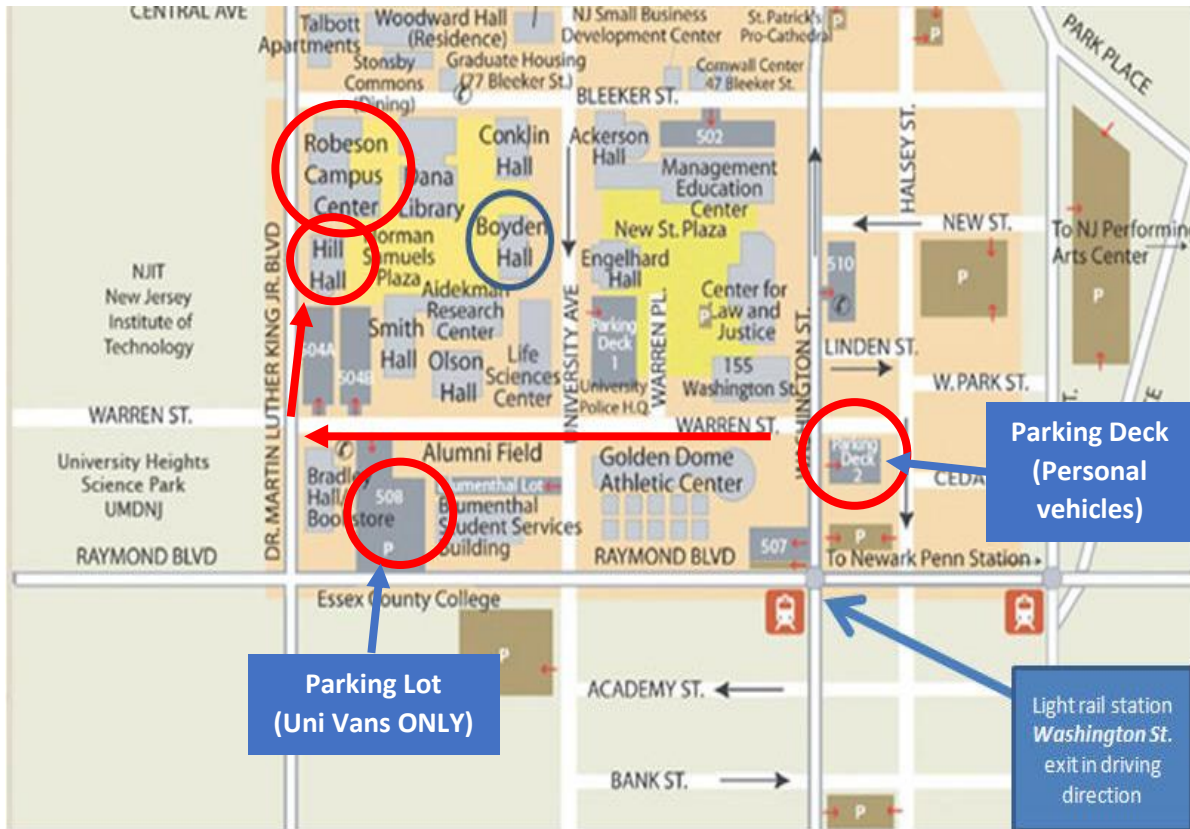 CENTRAL AVE
Talbott
Apartments
Woodward Hall
(Residence)
NJ Small Business
Development Center
St. Patrick's
Pro-Cathedral
P
PARK PLACE
Stonsby
Commons
(Dining)
Graduate Housing
(77 Bleeker St.)
Cornwall Center
47 Bleeker St.
BLEEKER ST.
HALSEY ST.
Robeson
Campus
Center
Dana
Library
Conklin
Hall
Ackerson
Hall
502
Management
Education
Center
Boyden
Hall
New St. Plaza
NEW ST.
To NJ Performing
Arts Center
Hill
Hall
Norman
Samuels
Plaza
Engelhard
Hall
510
P
P
NJIT
New Jersey
Institute of
Technology
DR. MARTIN LUTHER KING JR. BLVD
Aidekman
Research
Center
UNIVERSITY AVE
Parking
Deck
1
WARREN PL.
P
Center for
Law and
Justice
WASHINGTON ST.
504A
504B
Smith
Hall
Olson
Hall
Life
Sciences
Center
University
Police H.Q.
155
Washington St.
LINDEN ST.
W. PARK ST.
WARREN ST.
WARREN ST.
University Heights
Science Park
UMDNJ
Alumni Field
Golden Dome
Athletic Center
Parking
Deck
2
Parking Deck
(Personal
vehicles)
Bradley
Hall/
Bookstore
508
P
Blumenthal Lot
Blumenthal
Student Services
Building
RAYMOND BLVD
RAYMOND BLVD
507
P
To Newark Penn Station
Essex County College
P
Parking Lot
(Uni Vans ONLY)
ACADEMY ST.
Light rail station
Washington St.
exit in driving
direction
BANK ST.
P